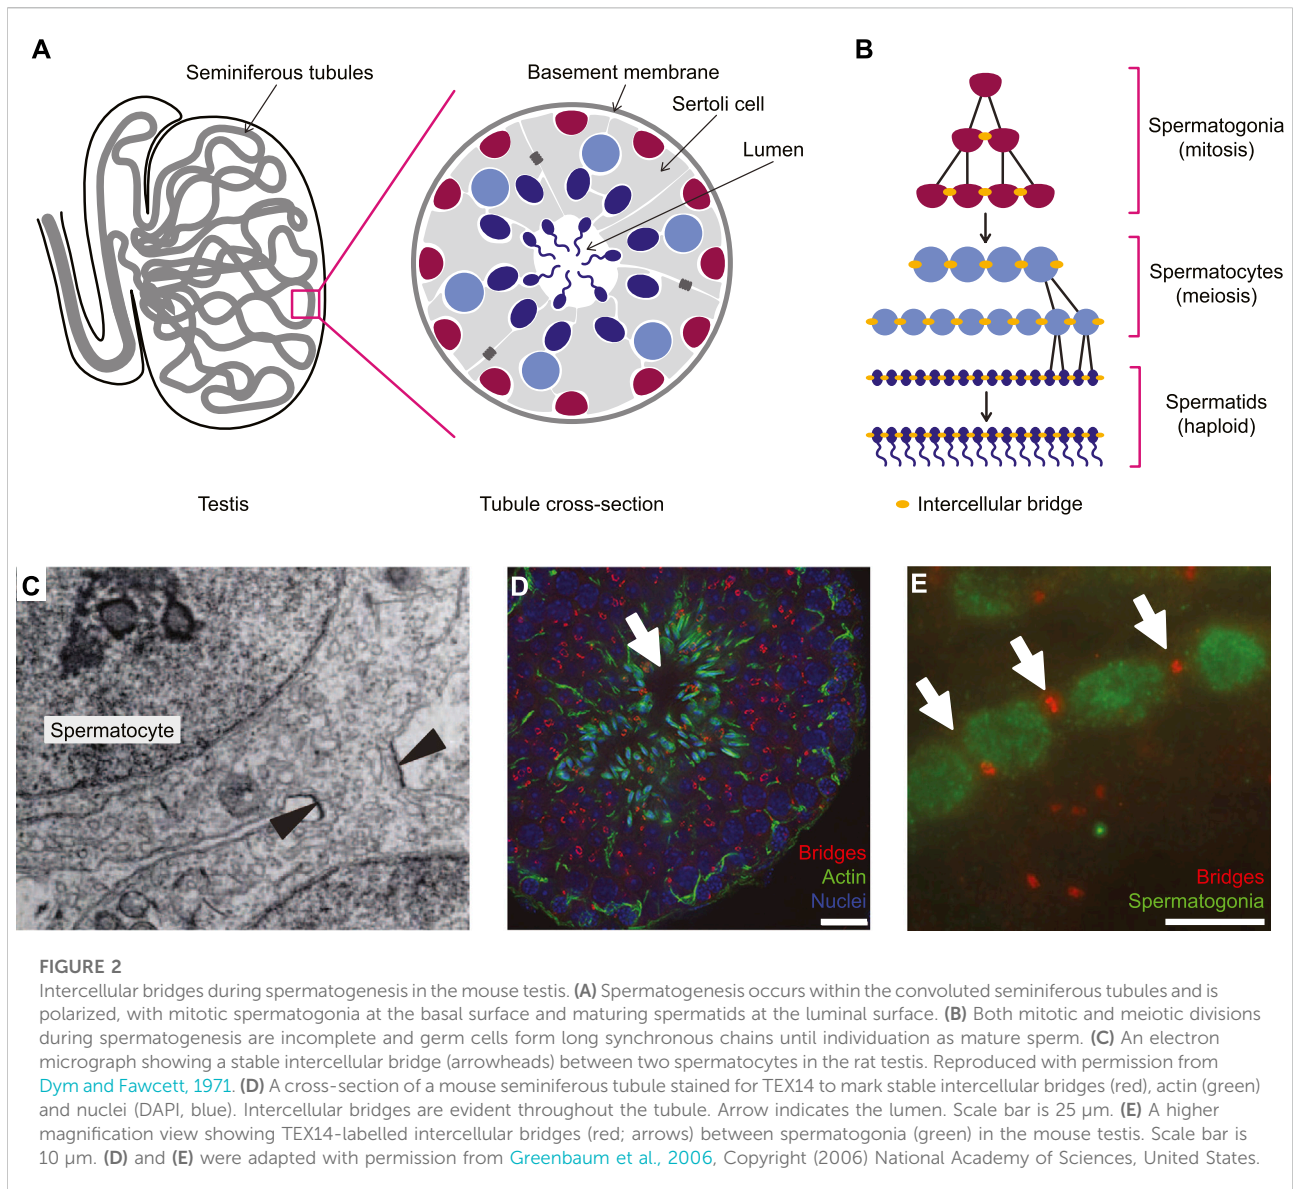 A
Seminiferous tubules
Basement membrane
Sertoli cell
Lumen
Testis
Tubule cross-section
B
Spermatogonia
(mitosis)
Spermatocytes
(meiosis)
Spermatids
(haploid)
Intercellular bridge
C
Spermatocyte
D
Bridges
Actin
Nuclei
E
Bridges
Spermatogonia
FIGURE 2
Intercellular bridges during spermatogenesis in the mouse testis. (A) Spermatogenesis occurs within the convoluted seminiferous tubules and is
polarized, with mitotic spermatogonia at the basal surface and maturing spermatids at the luminal surface. (B) Both mitotic and meiotic divisions
during spermatogenesis are incomplete and germ cells form long synchronous chains until individuation as mature sperm. (C) An electron
micrograph showing a stable intercellular bridge (arrowheads) between two spermatocytes in the rat testis. Reproduced with permission from
Dym and Fawcett, 1971. (D) A cross-section of a mouse seminiferous tubule stained for TEX14 to mark stable intercellular bridges (red), actin (green)
and nuclei (DAPI, blue). Intercellular bridges are evident throughout the tubule. Arrow indicates the lumen. Scale bar is 25 μm. (E) A higher
magnification view showing TEX14-labelled intercellular bridges (red; arrows) between spermatogonia (green) in the mouse testis. Scale bar is
10 μm. (D) and (E) were adapted with permission from Greenbaum et al., 2006, Copyright (2006) National Academy of Sciences, United States.